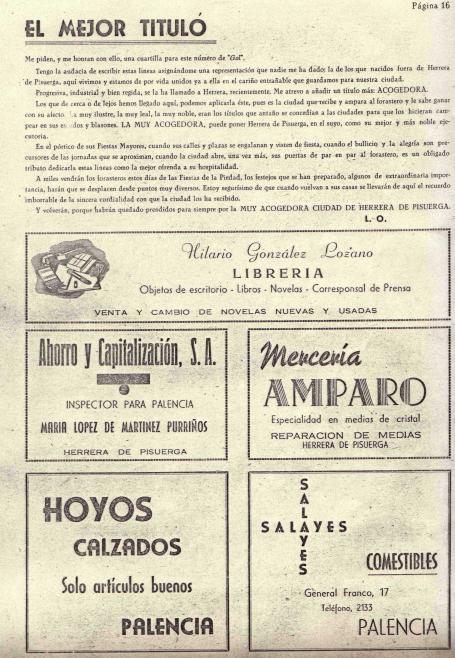 Página 16
EL MEJOR TITULÓ
Me piden, y me honran con ello, una cuartilla para este número de "Gol".
Tengo la audacia de escribir estas líneas asignándome una representación que nadie me ha dado: la de los que nacidos fuera de Herrera
de Pisuerga, aquí vivimos y estamos de por vida unidos ya a ella en el cariño entrañable que guardamos para nuestra ciudad.
Progresiva, industrial y bien regida, se la ha llamado a Herrera, recientemente. Me atrevo a añadir un título más: ACOGEDORA.
Los que de cerca o de lejos hemos llegado aquí, podemos aplicarla éste, pues es la ciudad que recibe y ampara al forastero y le sabe ganar
con su afecto. La muy ilustre, la muy leal, la muy noble, eran los títulos que antaño se concedían a las ciudades para que los hicieran cam-
pear en sus escudos y blasones. LA MUY ACOGEDORA, puede poner Herrera de Pisuerga, en el suyo, como su mejor y más noble eje-
cutoria.
En el pórtico de sus Fiestas Mayores, cuando sus calles y plazas se engalanan y visten de fiesta, cuando el bullicio y la alegría son pre-
cursores de las jornadas que se aproximan, cuando la ciudad abre, una vez más, sus puertas de par en par al forastero, es un obligado
tributo dedicarla estas líneas como la mejor ofrenda a su hospitalidad.
A miles vendrán los forasteros estos días de las Fiestas de la Piedad, los festejos que se han preparado, algunos de extraordinaria impor-
tancia, harán que se desplacen desde puntos muy diversos. Estoy segurísimo de que cuando vuelvan a sus casas se llevarán de aquí el recuerdo
imborrable de la sincera cordialidad con que la ciudad los ha recibido.
Y volverán, porque habrán quedado prendidos para siempre por la MUY ACOGEDORA CIUDAD DE HERRERA DE PISUERGA.
L. O.
Hilario González Lozano
LIBRERIA
Objetos de escritorio - Libros - Novelas - Corresponsal de Prensa
VENTA Y CAMBIO DE NOVELAS NUEVAS Y USADAS
Ahorro y Capitalización, S. A.
INSPECTOR PARA PALENCIA
MARIA LOPEZ DE MARTINEZ PURRIÑOS
HERRERA DE PISUERGA
Mercería
AMPARO
Especialidad en medias de cristal
REPARACION DE MEDIAS
HERRERA DE PISUERGA
HOYOS
CALZADOS
Solo artículos buenos
PALENCIA
SALAYES
SALAYES
COMESTIBLES
General Franco, 17
Teléfono, 2133
PALENCIA